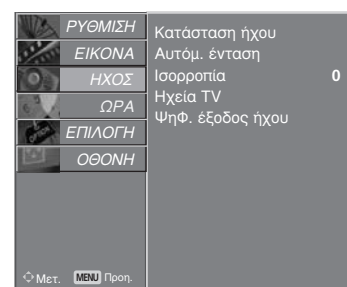 ΡΥΘΜΙΣΗ
ΕΙΚΟΝΑ
ΗΧΟΣ
ΩΡΑ
ΕΠΙΛΟΓΗ
ΟΘΟΝΗ
Κατάσταση ήχου
Αυτόμ. ένταση
Ισορροπία 0
Ηχεία TV
ΨηΦ. έξοδος ήχου
Μετ. MENU Προη.